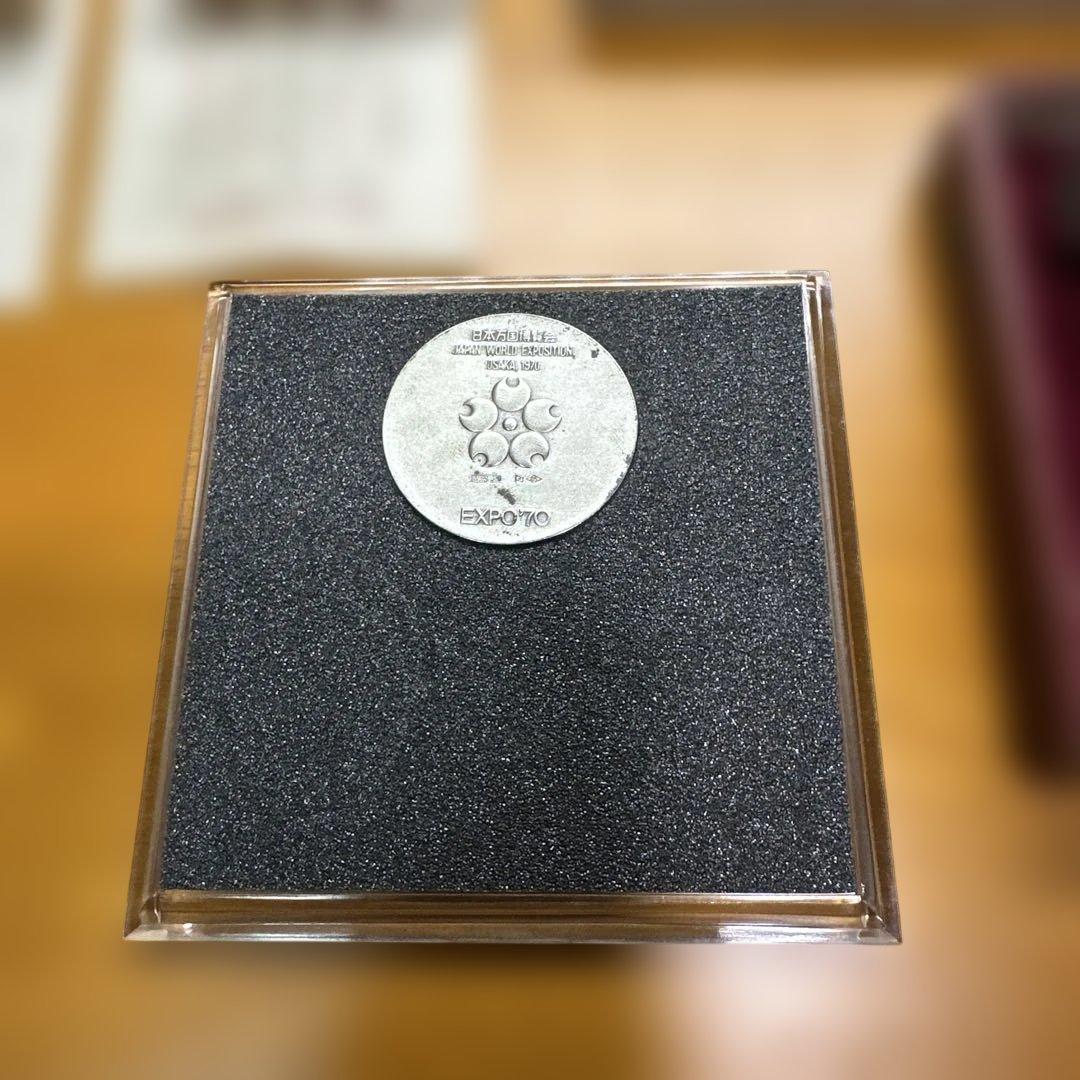 日本万国博覧会
JAPAN WORLD EXPOSITION,
OSAKA, 1970
EXPO'70